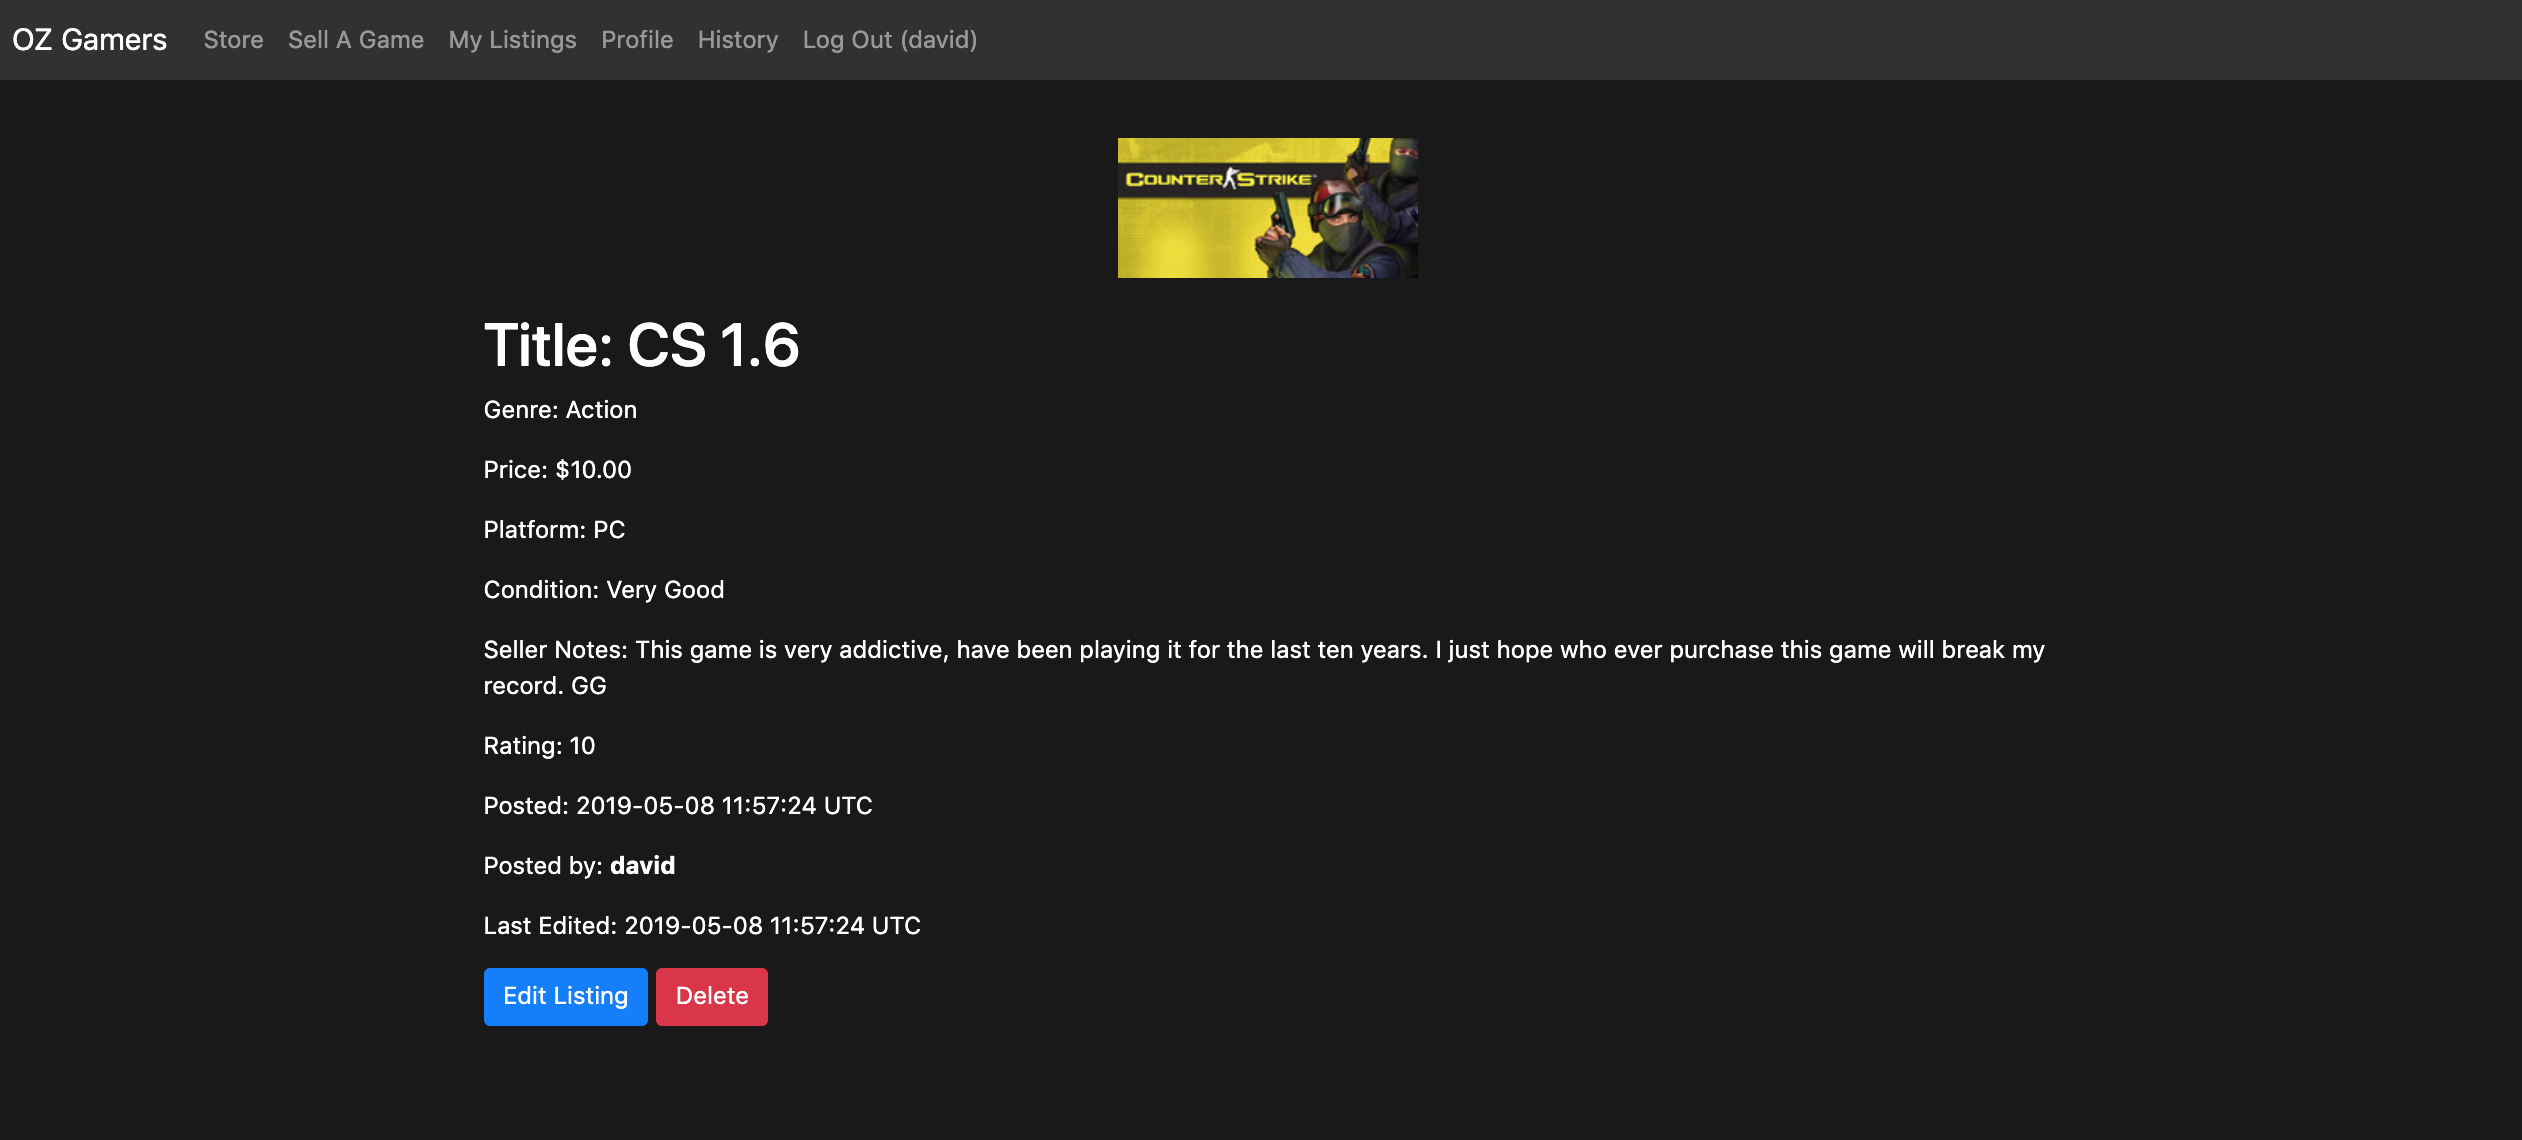 OZ Gamers Store Sell A Game My Listings Profile History Log Out (david)
COUNTER STRIKE
Title: CS 1.6
Genre: Action
Price: $10.00
Platform: PC
Condition: Very Good
Seller Notes: This game is very addictive, have been playing it for the last ten years. I just hope who ever purchase this game will break my
record. GG
Rating: 10
Posted: 2019-05-08 11:57:24 UTC
Posted by: david
Last Edited: 2019-05-08 11:57:24 UTC
Edit Listing Delete